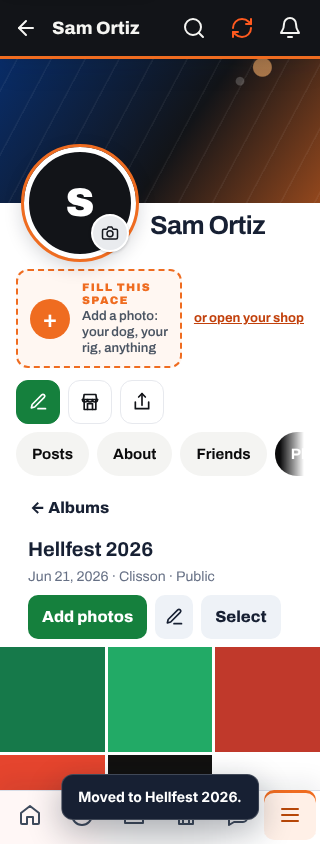 Sam Ortiz
S
Sam Ortiz
FILL THIS
SPACE
Add a photo:
your dog, your
rig, anything
or open your shop
Posts
About
Friends
Albums
Hellfest 2026
Jun 21, 2026 · Clisson · Public
Add photos
Select
Moved to Hellfest 2026.